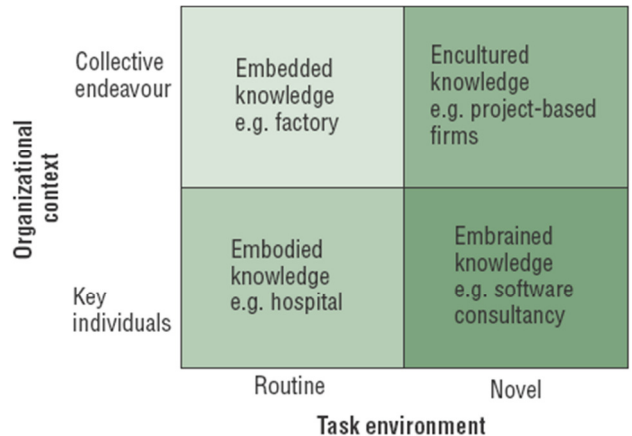 Collective
endeavour
Embedded
knowledge
e.g. factory
Encultured
knowledge
e.g. project-based
firms
Organizational
context
Key
individuals
Embodied
knowledge
e.g. hospital
Embrained
knowledge
e.g. software
consultancy
Routine
Novel
Task environment